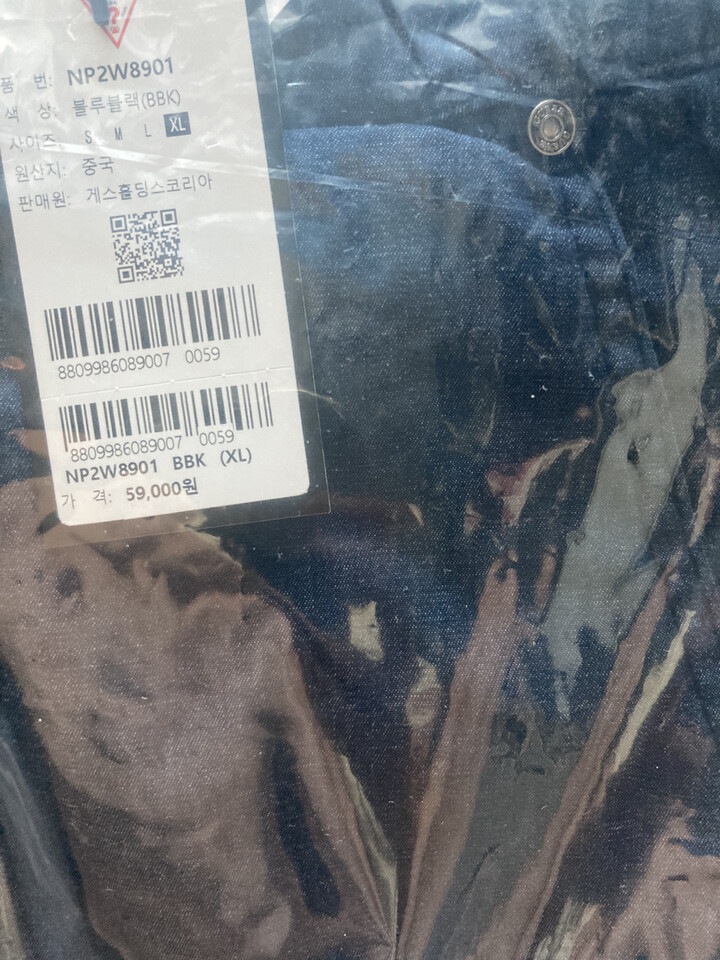 ?
품 번: NP2W8901
색 상: 블루블랙(BBK)
사이즈: S M L XL
원산지: 중국
판매원: 게스홀딩스코리아
8809986089007 0059
8809986089007 0059
NP2W8901 BBK (XL)
가 격: 59,000원